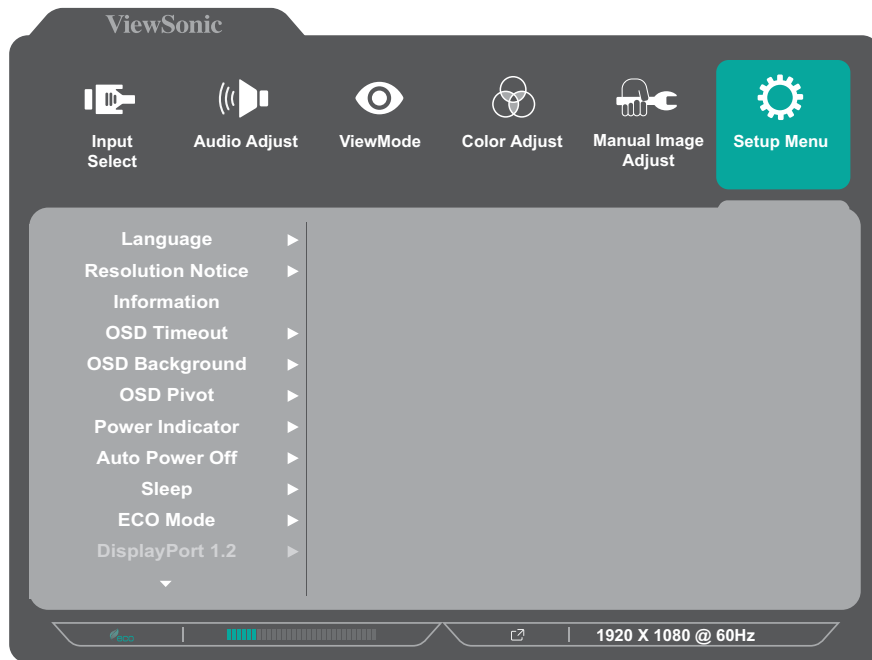 ViewSonic
Input
Select
Audio Adjust
ViewMode
Color Adjust
Manual Image
Adjust
Setup Menu
Language
Resolution Notice
Information
OSD Timeout
OSD Background
OSD Pivot
Power Indicator
Auto Power Off
Sleep
ECO Mode
DisplayPort 1.2
eco
1920 X 1080 @ 60Hz